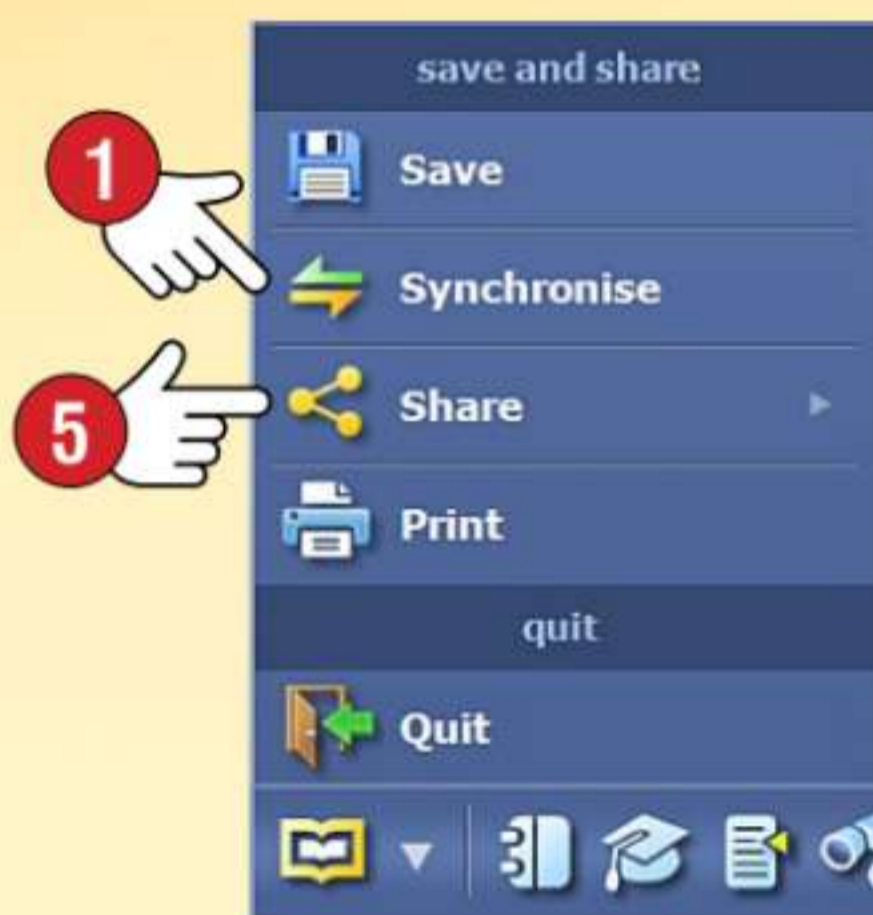 save and share
1
Save
Synchronise
5
Share
Print
quit
Quit